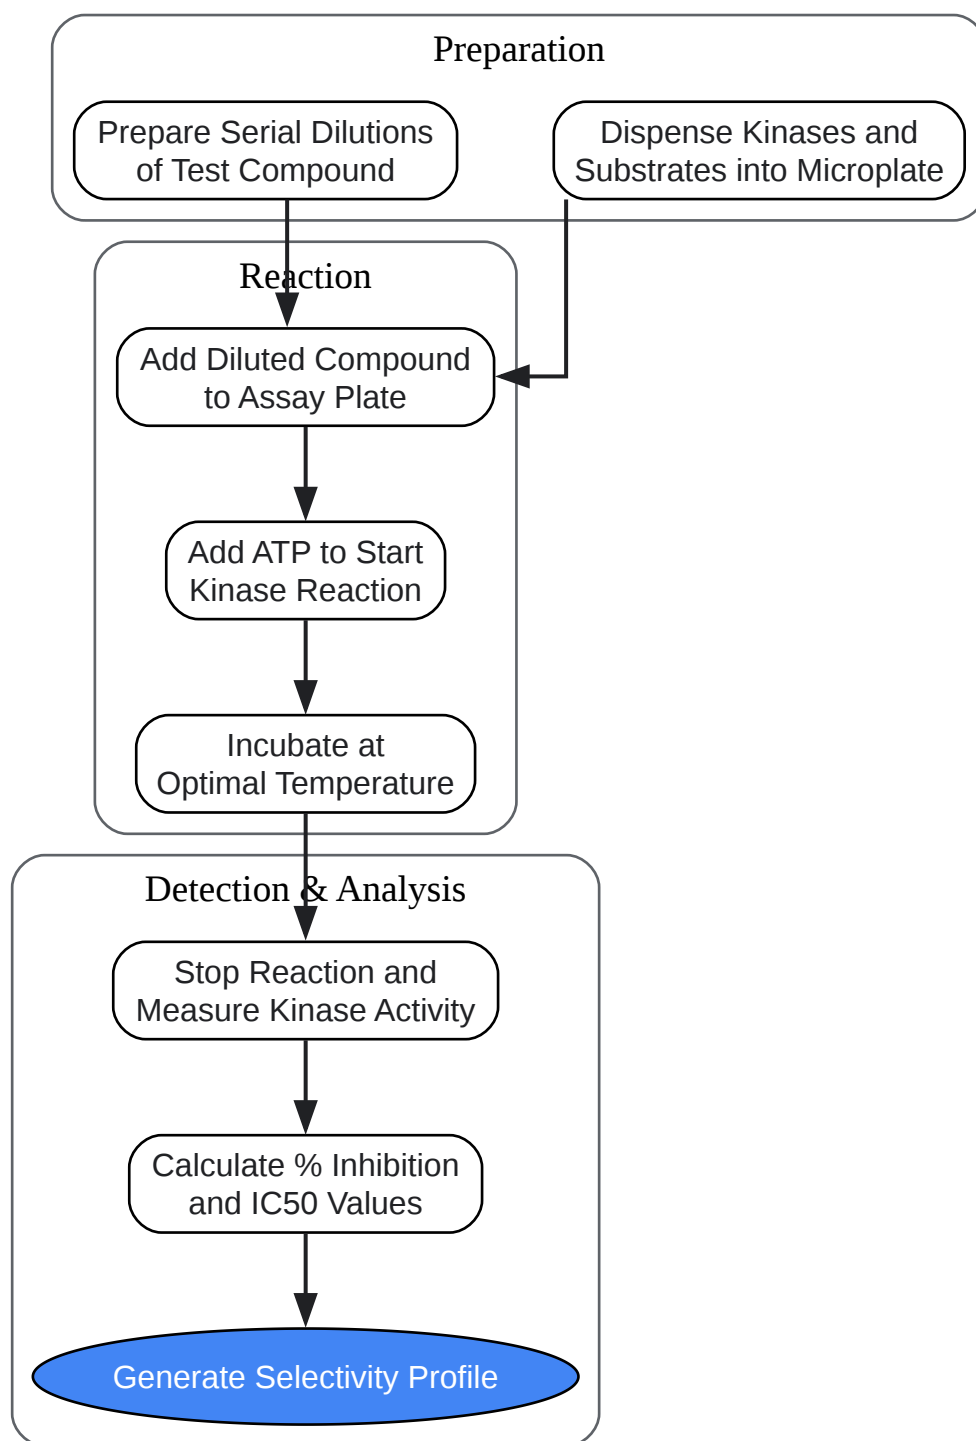 Preparation
Prepare Serial Dilutions
of Test Compound
Dispense Kinases and
Substrates into Microplate
Reaction
Add Diluted Compound
to Assay Plate
Add ATP to Start
Kinase Reaction
Incubate at
Optimal Temperature
Detection & Analysis
Stop Reaction and
Measure Kinase Activity
Calculate % Inhibition
and IC50 Values
Generate Selectivity Profile